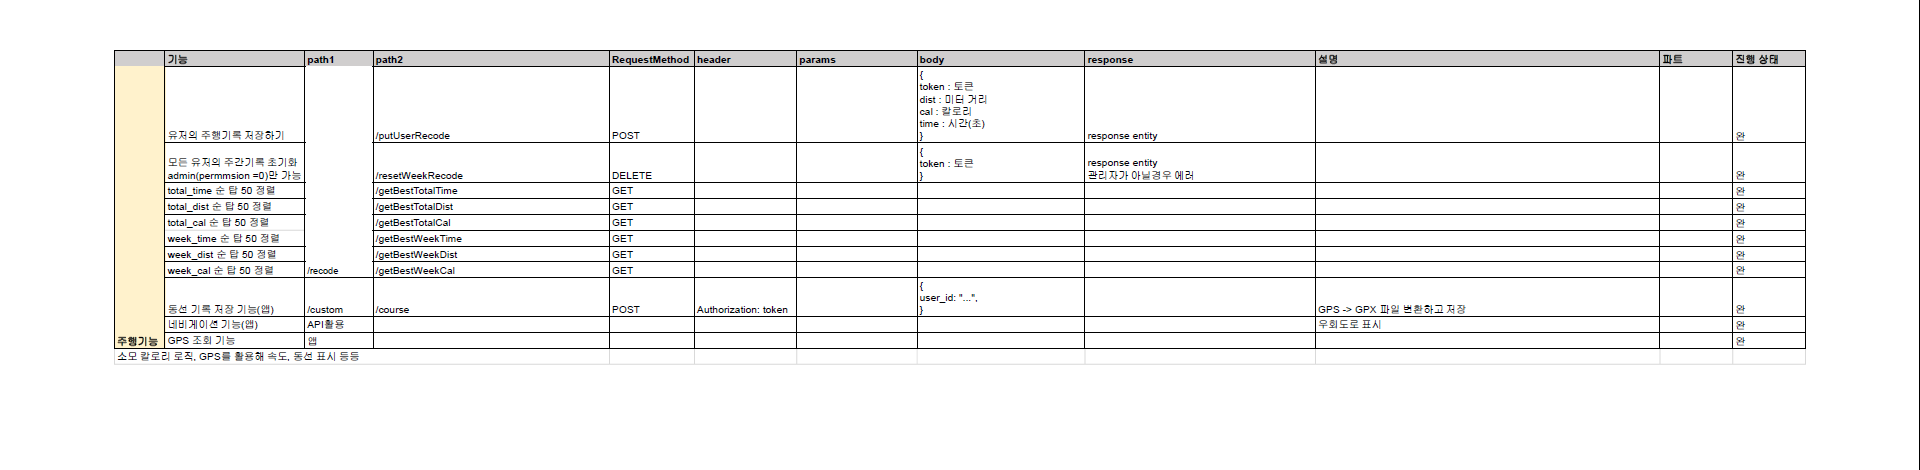 기능 path1 path2 RequestMethod header params body response 설명 파트 진행 상태
{
token : 토큰
dist : 미터 거리
cal : 칼로리
time : 시간(초)
유저의 주행기록 저장하기 /putUserRecode POST } response entity 완
{
모든 유저의 주간기록 초기화 token : 토큰 response entity
admin(permmsion =0)만 가능 /resetWeekRecode DELETE } 관리자가 아닐경우 에러 완
total_time 순 탑 50 정렬 /getBestTotalTime GET 완
total_dist 순 탑 50 정렬 /getBestTotalDist GET 완
total_cal 순 탑 50 정렬 /getBestTotalCal GET 완
week_time 순 탑 50 정렬 /getBestWeekTime GET 완
week_dist 순 탑 50 정렬 /getBestWeekDist GET 완
week_cal 순 탑 50 정렬 /recode /getBestWeekCal GET 완
{
user_id: "...",
동선 기록 저장 기능(앱) /custom /course POST Authorization: token } GPS -> GPX 파일 변환하고 저장 완
네비게이션 기능(앱) API활용 우회도로 표시 완
주행기능 GPS 조회 기능 앱 완
소모 칼로리 로직, GPS를 활용해 속도, 동선 표시 등등